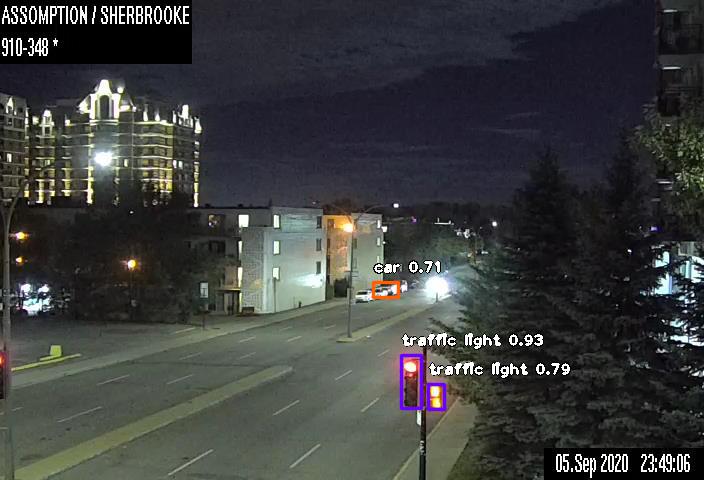 ASSOMPTION / SHERBROOKE
910-348 *
car 0.71
traffic light 0.93
traffic light 0.79
05.Sep 2020 23:49:06